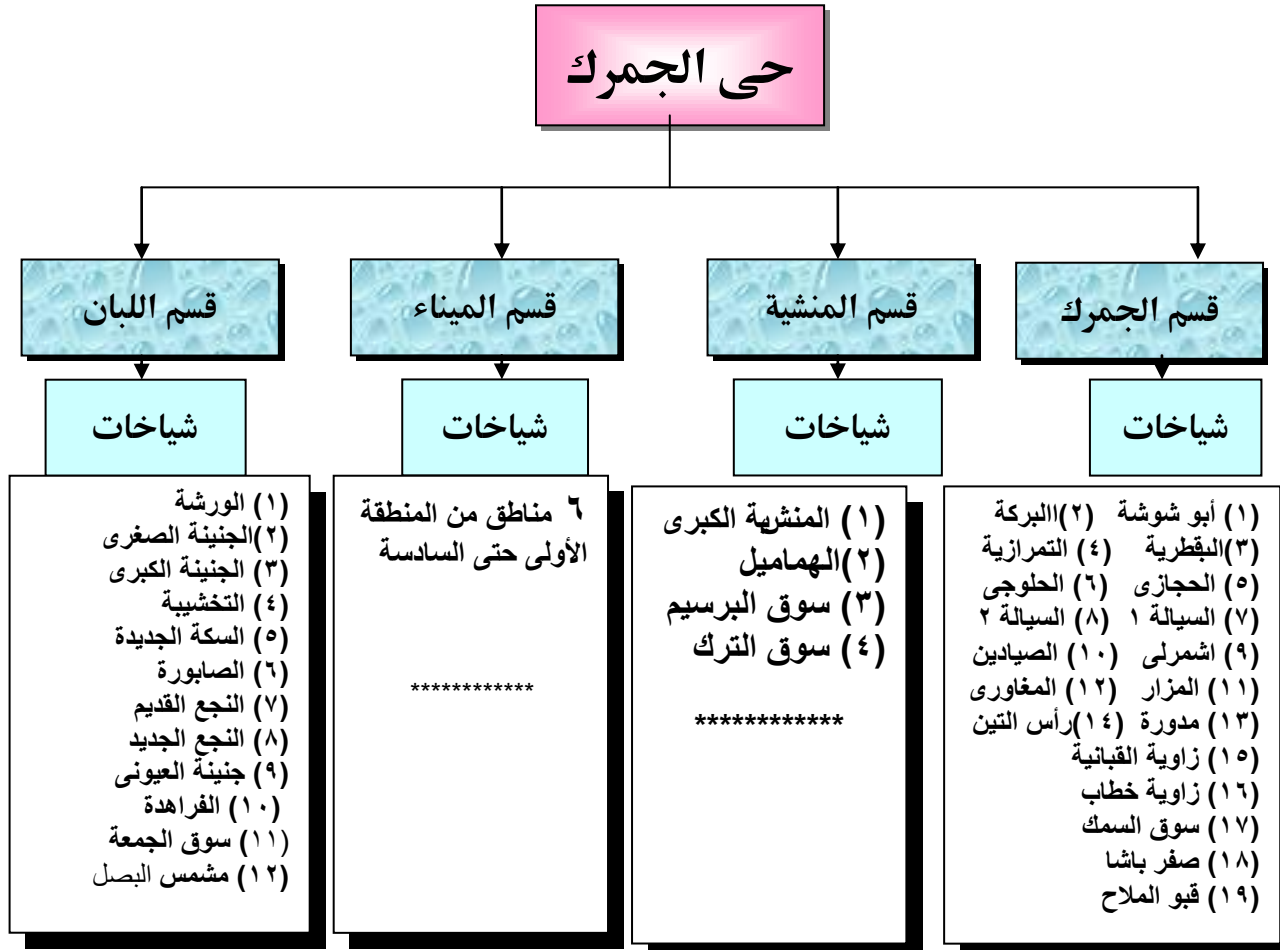 حى الجمرك
قسم الجمرك
قسم المنشية
قسم الميناء
قسم اللبان
شياخات
شياخات
شياخات
شياخات
(١) أبو شوشة (٢)االبركة
(٣)البقطرية (٤) التمرازية
(٥) الحجازى (٦) الحلوجى
(٧) السيالة ١ (٨) السيالة ٢
(٩) اشمرلى (١٠) الصيادين
(١١) المزار (١٢) المغاورى
(١٣) مدورة (١٤)رأس التين
(١٥) زاوية القبانية
(١٦) زاوية خطاب
(١٧) سوق السمك
(١٨) صفر باشا
(١٩) قبو الملاح
(١) المنشية الكبرى
(٢)الهماميل
(٣) سوق البرسيم
(٤) سوق الترك
************
٦ مناطق من المنطقة
الأولى حتى السادسة
************
(١) الورشة
(٢)الجنينة الصغرى
(٣) الجنينة الكبرى
(٤) التخشيبة
(٥) السكة الجديدة
(٦) الصابورة
(٧) النجع القديم
(٨) النجع الجديد
(٩) جنينة العيونى
(١٠) الفراهدة
(١١) سوق الجمعة
(١٢) مشمس البصل